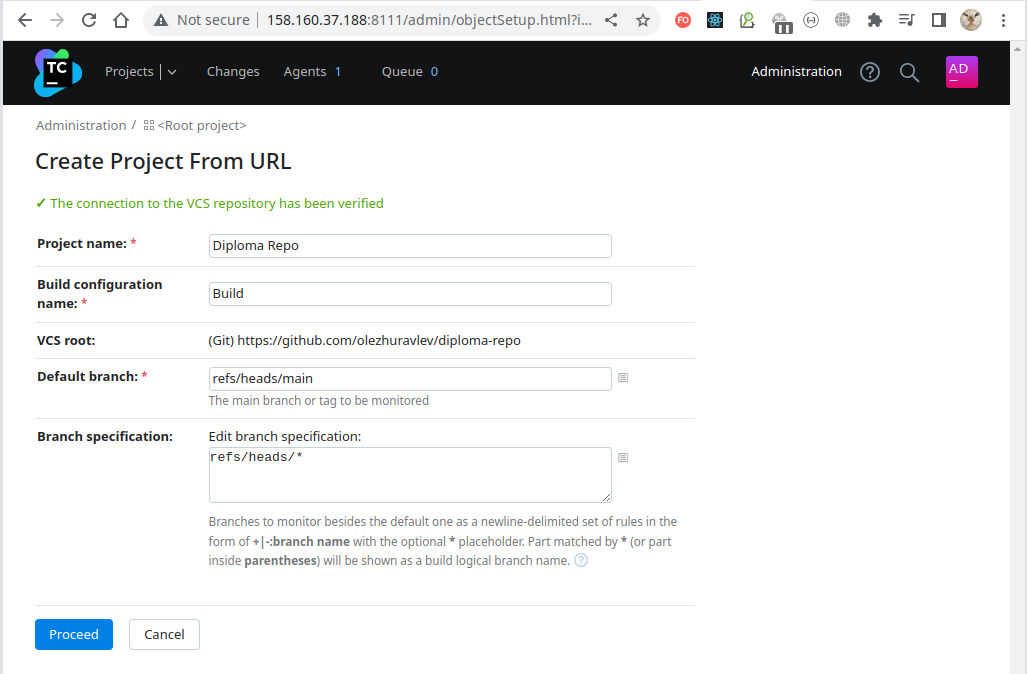 Not secure | 158.160.37.188:8111/admin/objectSetup.html?i...
FO
TC
Projects
Changes
Agents 1
Queue 0
Administration
AD
Administration / <Root project>
Create Project From URL
✓ The connection to the VCS repository has been verified
Project name: * Diploma Repo
Build configuration
name: * Build
VCS root: (Git) https://github.com/olezhuravlev/diploma-repo
Default branch: * refs/heads/main
The main branch or tag to be monitored
Branch specification: Edit branch specification:
refs/heads/*
Branches to monitor besides the default one as a newline-delimited set of rules in the
form of +|-:branch name with the optional * placeholder. Part matched by * (or part
inside parentheses) will be shown as a build logical branch name. ?
Proceed Cancel